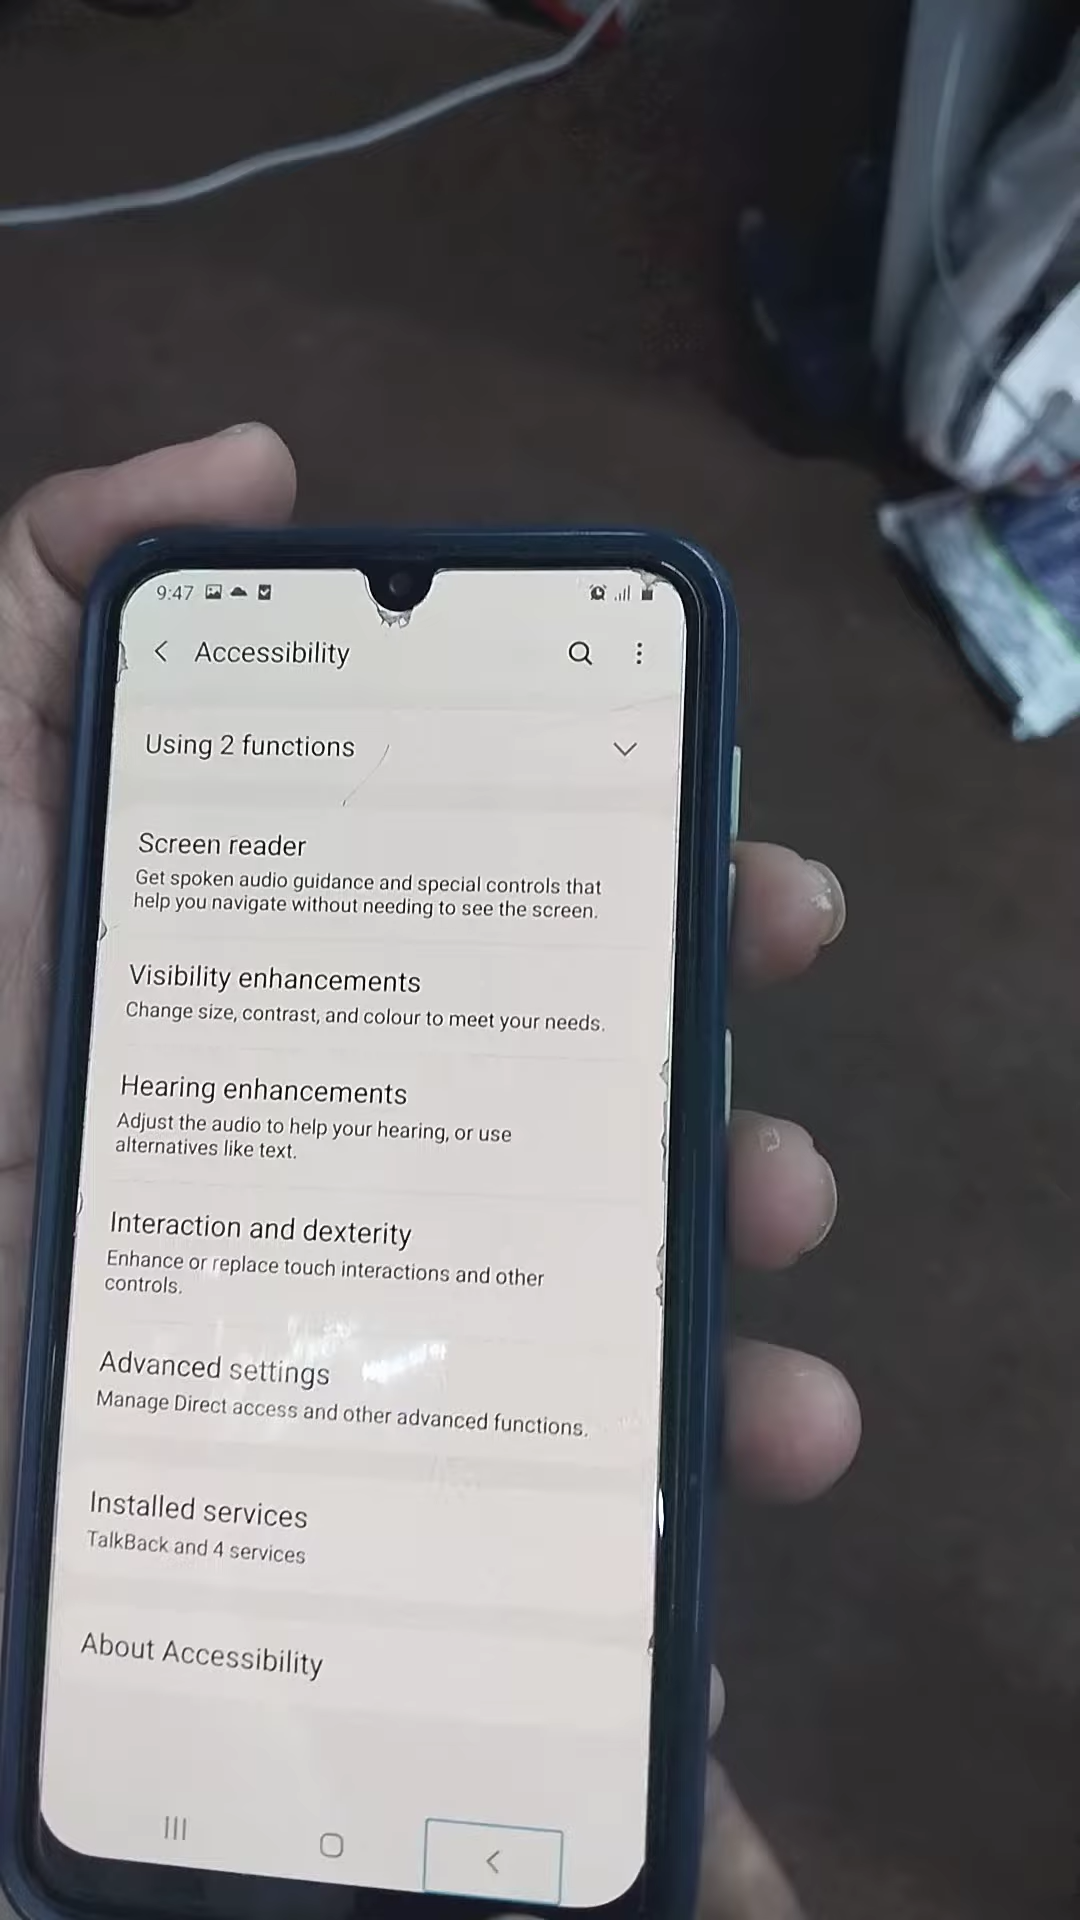 9:47
Accessibility
Using 2 functions
Screen reader
Get spoken audio guidance and special controls that
help you navigate without needing to see the screen.
Visibility enhancements
Change size, contrast, and colour to meet your needs.
Hearing enhancements
Adjust the audio to help your hearing, or use
alternatives like text.
Interaction and dexterity
Enhance or replace touch interactions and other
controls.
Advanced settings
Manage Direct access and other advanced functions.
Installed services
TalkBack and 4 services
About Accessibility